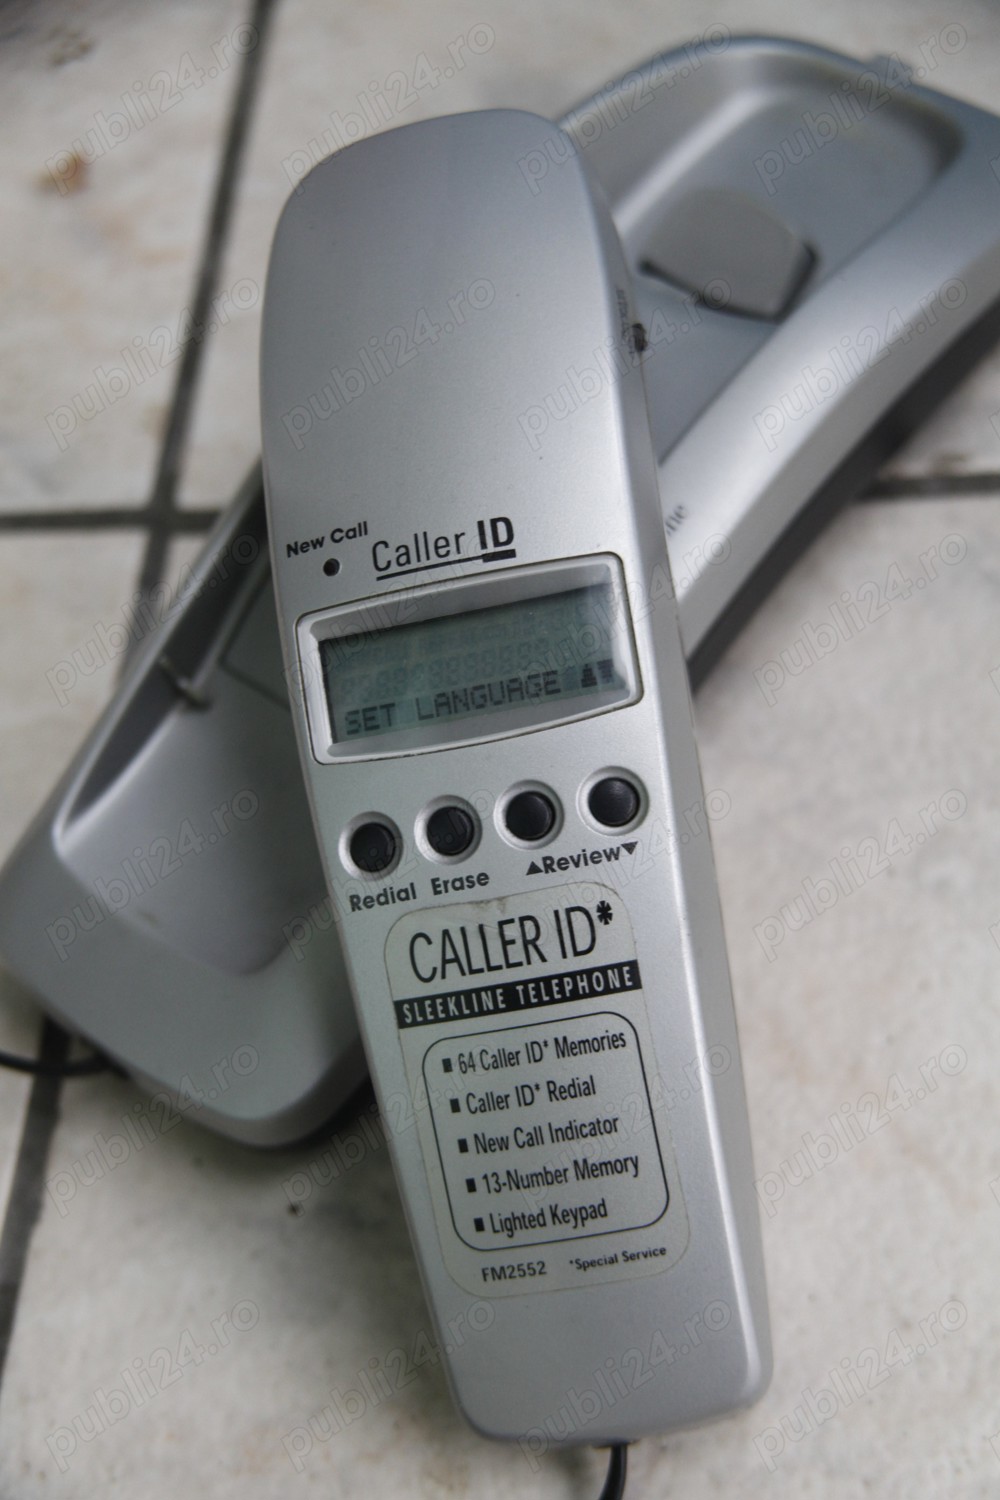 New Call
Caller ID
SET LANGUAGE ▲▼
Redial Erase ▲Review▼
CALLER ID*
SLEEKLINE TELEPHONE
■ 64 Caller ID* Memories
■ Caller ID* Redial
■ New Call Indicator
■ 13-Number Memory
■ Lighted Keypad
FM2552 *Special Service
publi24.ro